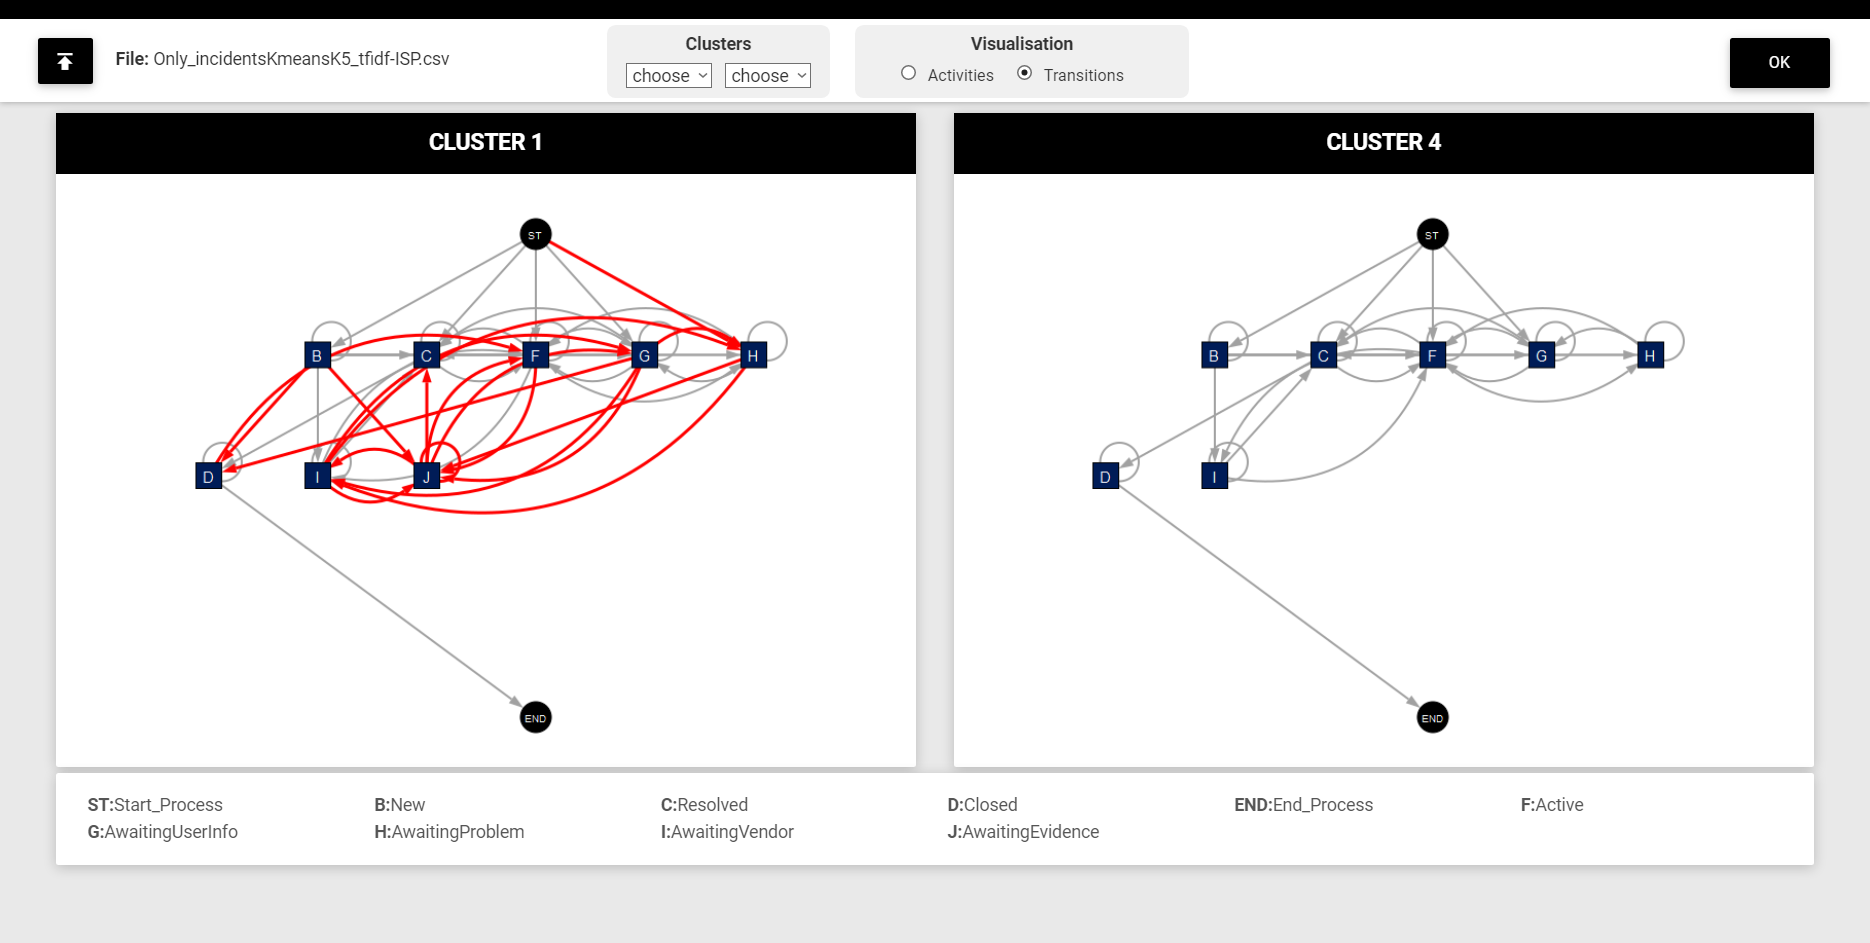 File: Only_incidentsKmeansK5_tfidf-ISP.csv
Clusters
choose choose
Visualisation
Activities Transitions
OK
CLUSTER 1
ST
B C F G H
D I J
END
CLUSTER 4
ST
B C F G H
D I
END
ST:Start_Process B:New C:Resolved D:Closed END:End_Process F:Active
G:AwaitingUserInfo H:AwaitingProblem I:AwaitingVendor J:AwaitingEvidence